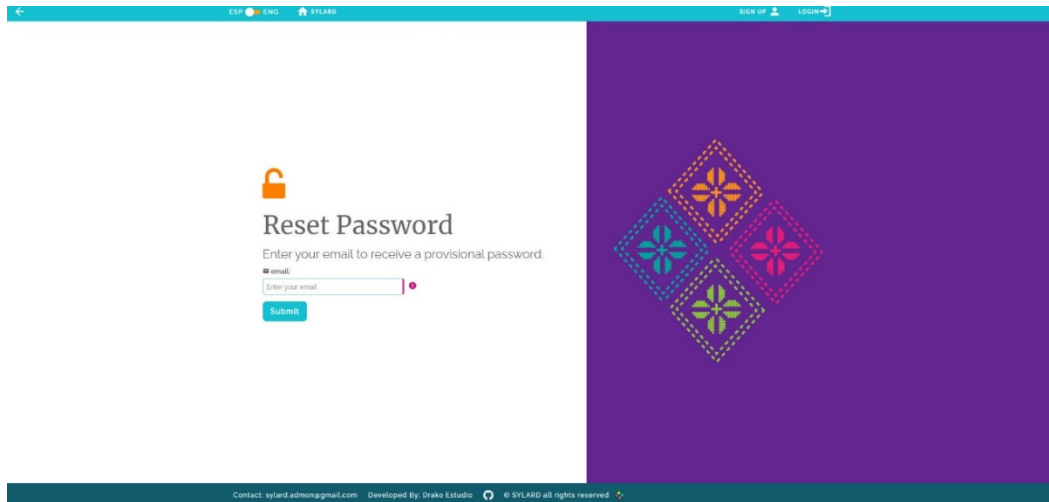 ESP ENG SYLARD SIGN UP LOGIN
Reset Password
Enter your email to receive a provisional password.
email:
Enter your email
Submit
Contact: sylard.admon@gmail.com Developed By: Drako Estudio © SYLARD all rights reserved